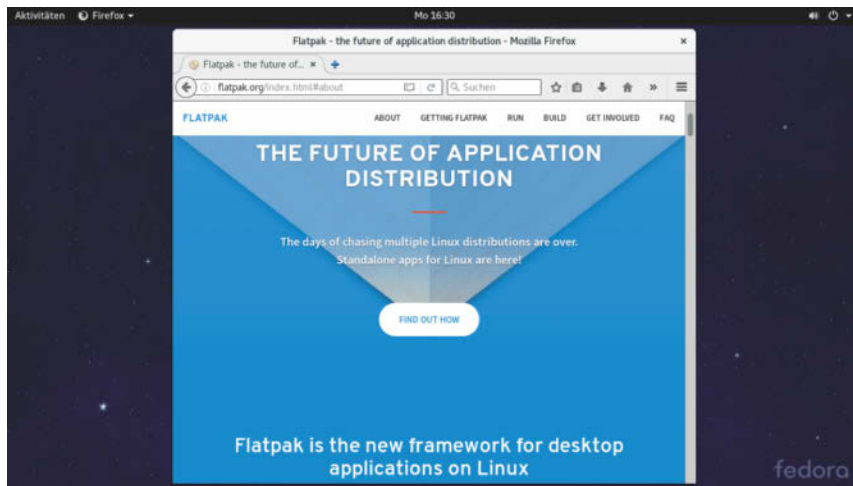 Aktivitäten Firefox Mo 16:30
Flatpak - the future of application distribution - Mozilla Firefox
Flatpak - the future of...
flatpak.org/index.html#about Suchen
FLATPAK ABOUT GETTING FLATPAK RUN BUILD GET INVOLVED FAQ
THE FUTURE OF APPLICATION
DISTRIBUTION
The days of chasing multiple Linux distributions are over.
Standalone apps for Linux are here!
FIND OUT HOW
Flatpak is the new framework for desktop
applications on Linux
fedora